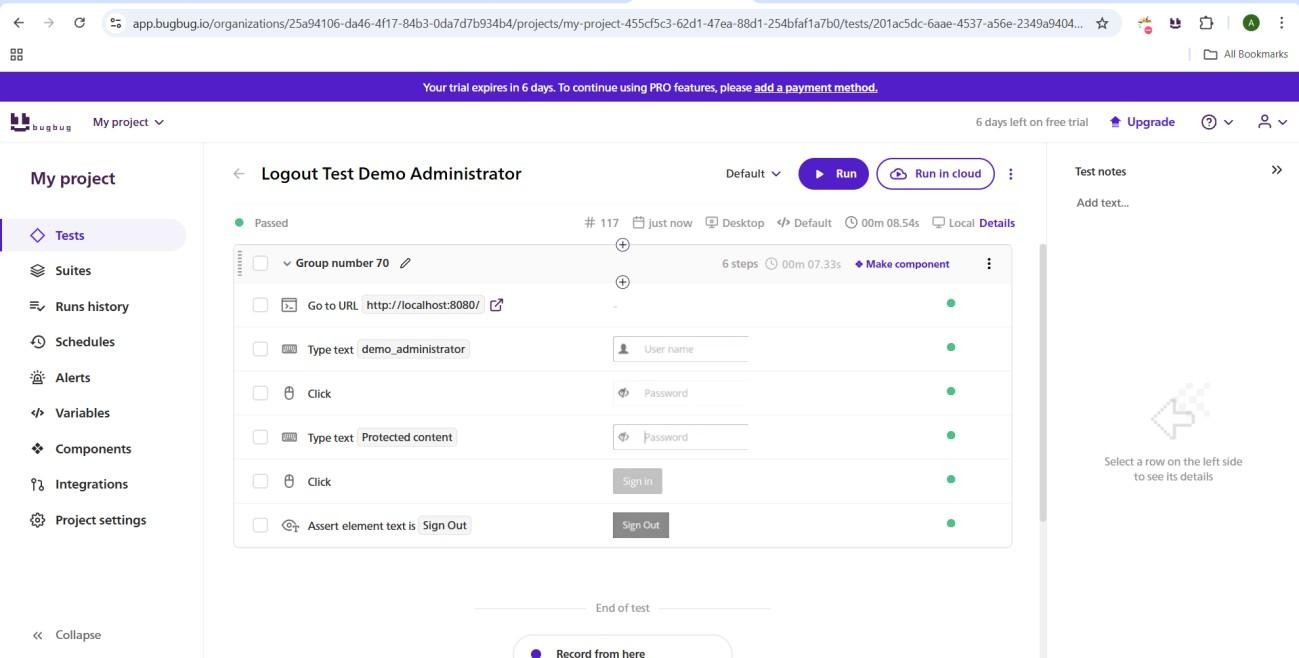 app.bugbug.io/organizations/25a94106-da46-4f17-84b3-0da7d7b934b4/projects/my-project-455cf5c3-62d1-47ea-88d1-254bfaf1a7b0/tests/201ac5dc-6aae-4537-a56e-2349a9404...
A
All Bookmarks
Your trial expires in 6 days. To continue using PRO features, please add a payment method.
bugbug My project 6 days left on free trial Upgrade
My project
Tests
Suites
Runs history
Schedules
Alerts
Variables
Components
Integrations
Project settings
Collapse
Logout Test Demo Administrator Default Run Run in cloud
Passed # 117 just now Desktop Default 00m 08.54s Local Details
Group number 70 6 steps 00m 07.33s Make component
Go to URL http://localhost:8080/ -
Type text demo_administrator User name
Click Password
Type text Protected content Password
Click Sign in
Assert element text is Sign Out Sign Out
End of test
Record from here
Test notes
Add text...
Select a row on the left side
to see its details